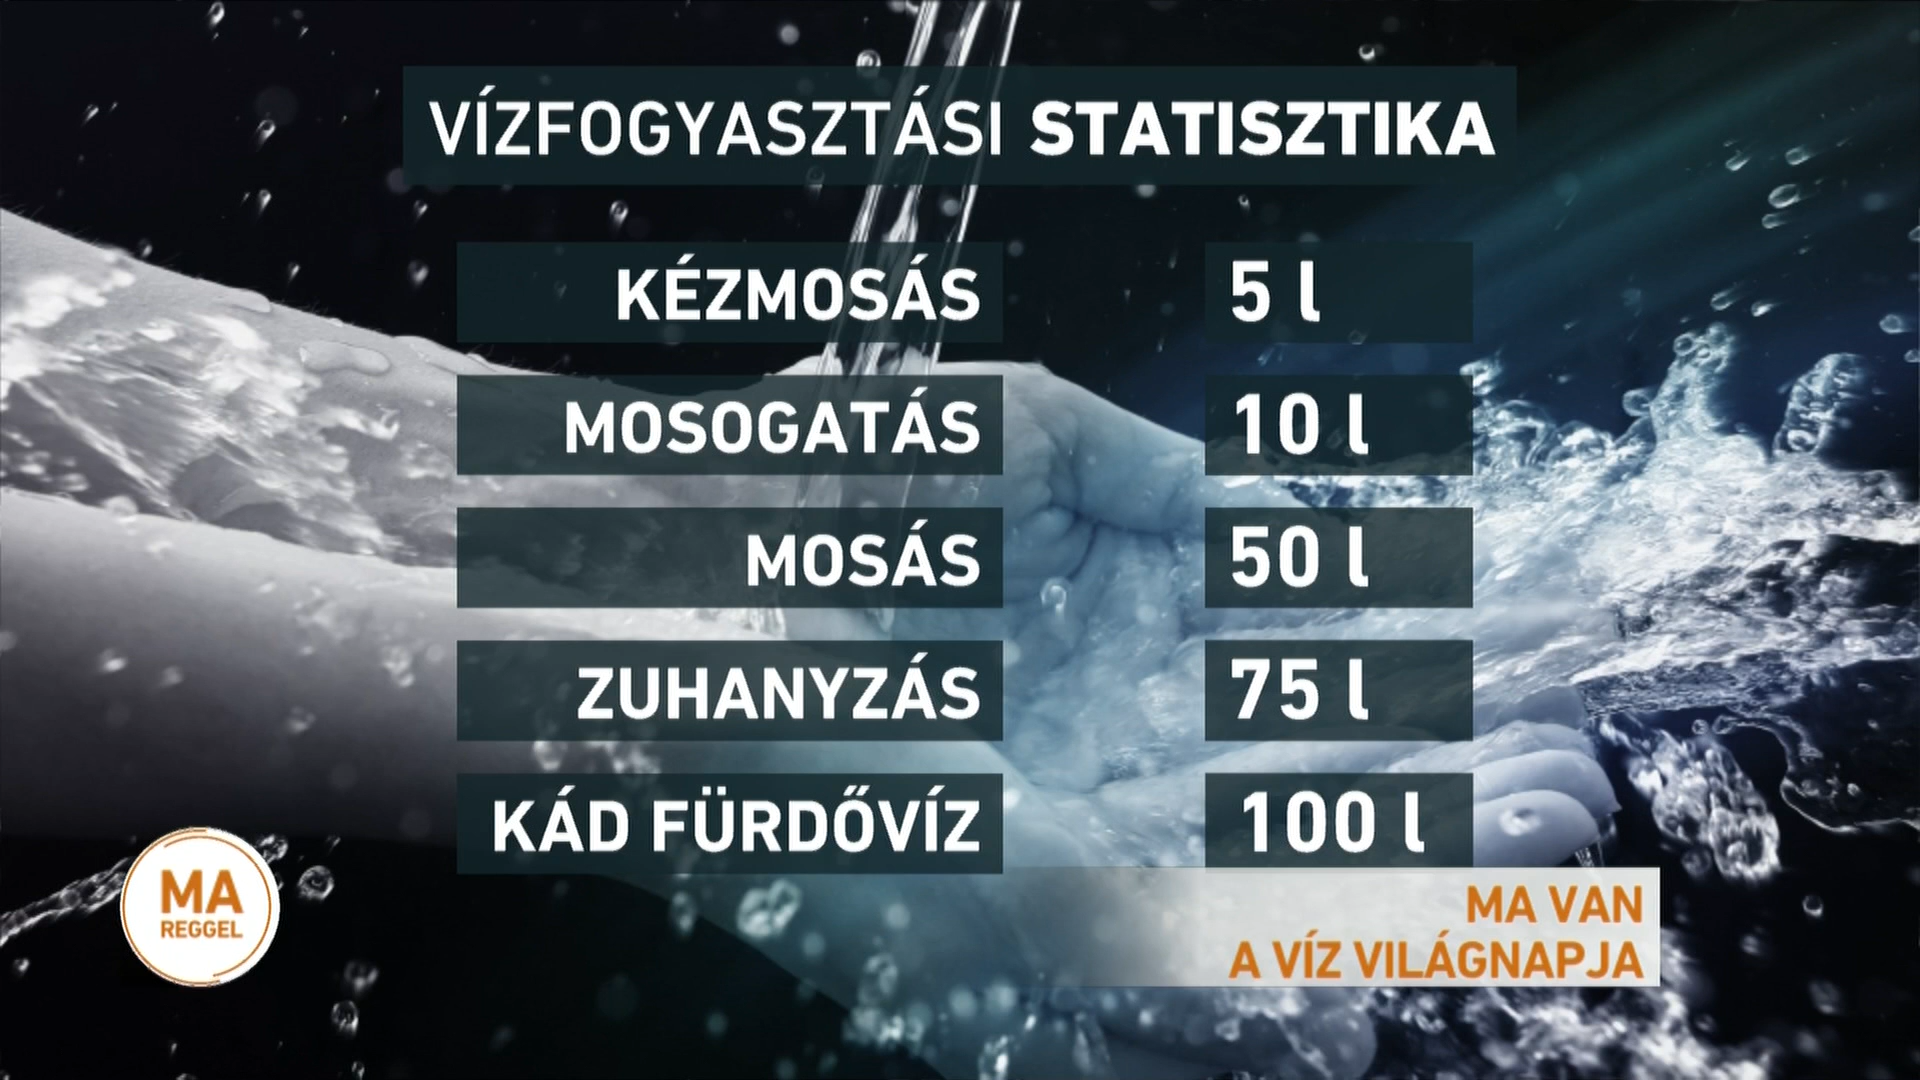 VÍZFOGYASZTÁSI STATISZTIKA
KÉZMOSÁS 5 l
MOSOGATÁS 10 l
MOSÁS 50 l
ZUHANYZÁS 75 l
KÁD FÜRDŐVÍZ 100 l
MA
REGGEL
MA VAN
A VÍZ VILÁGNAPJA